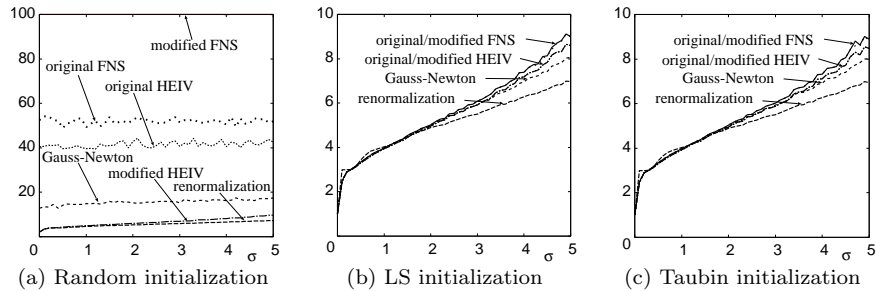 100
80
60
40
20
0
1
2
3
4
5
σ
modified FNS
original FNS
original HEIV
Gauss-Newton
modified HEIV
renormalization
(a) Random initialization
10
8
6
4
2
0
1
2
3
4
5
σ
original/modified FNS
original/modified HEIV
Gauss-Newton
renormalization
(b) LS initialization
10
8
6
4
2
0
1
2
3
4
5
σ
original/modified FNS
original/modified HEIV
Gauss-Newton
renormalization
(c) Taubin initialization